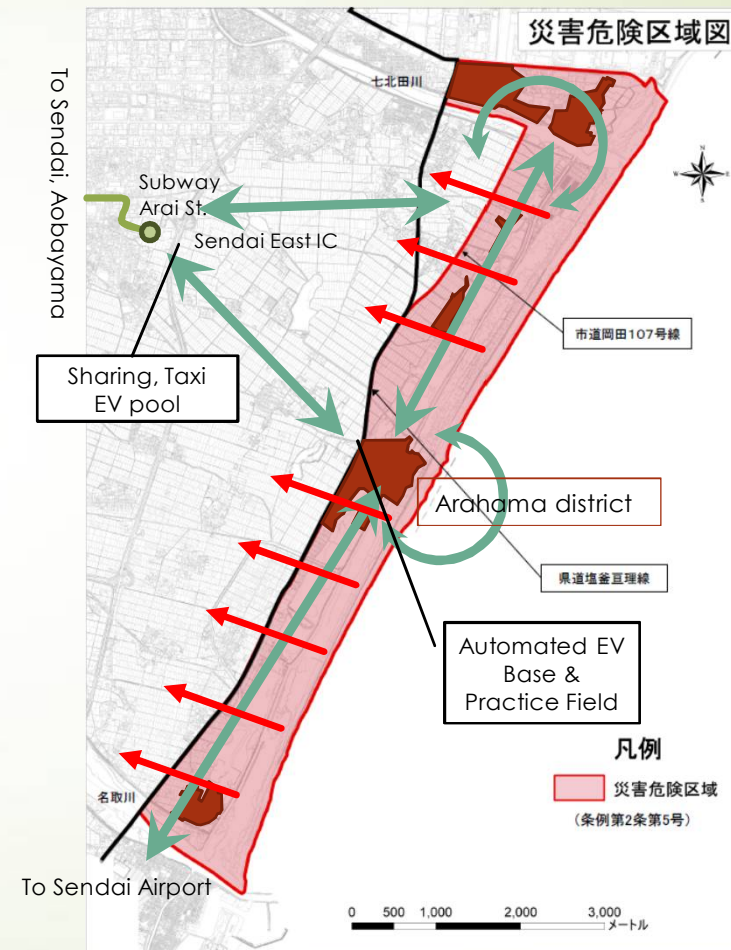 災害危険区域図
七北田川
To Sendai, Aobayama
Subway
Arai St.
Sendai East IC
市道岡田107号線
Sharing, Taxi
EV pool
Arahama district
県道塩釜亘理線
Automated EV
Base &
Practice Field
凡例
災害危険区域
(条例第2条第5号)
名取川
To Sendai Airport
0 500 1,000 2,000 3,000
メートル
N
W E
S